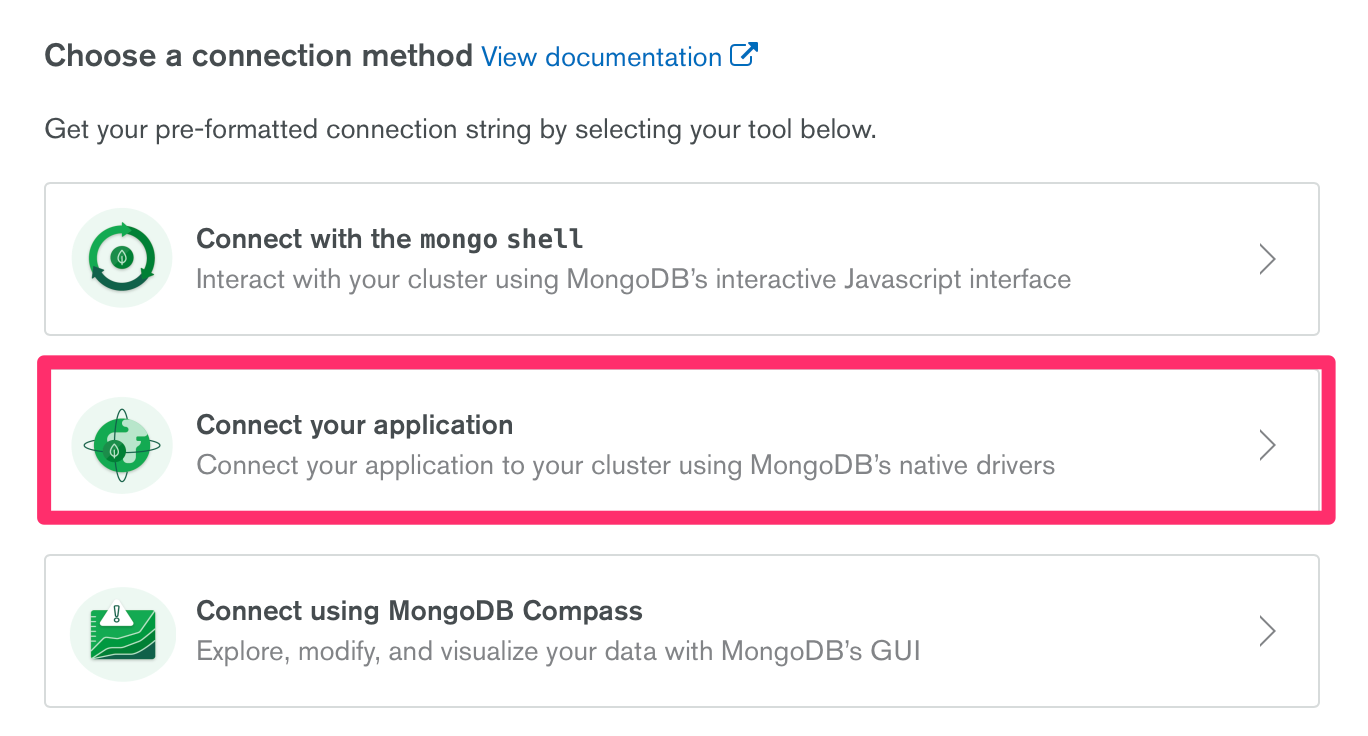 Choose a connection method View documentation
Get your pre-formatted connection string by selecting your tool below.
Connect with the mongo shell
Interact with your cluster using MongoDB’s interactive Javascript interface
Connect your application
Connect your application to your cluster using MongoDB’s native drivers
Connect using MongoDB Compass
Explore, modify, and visualize your data with MongoDB’s GUI